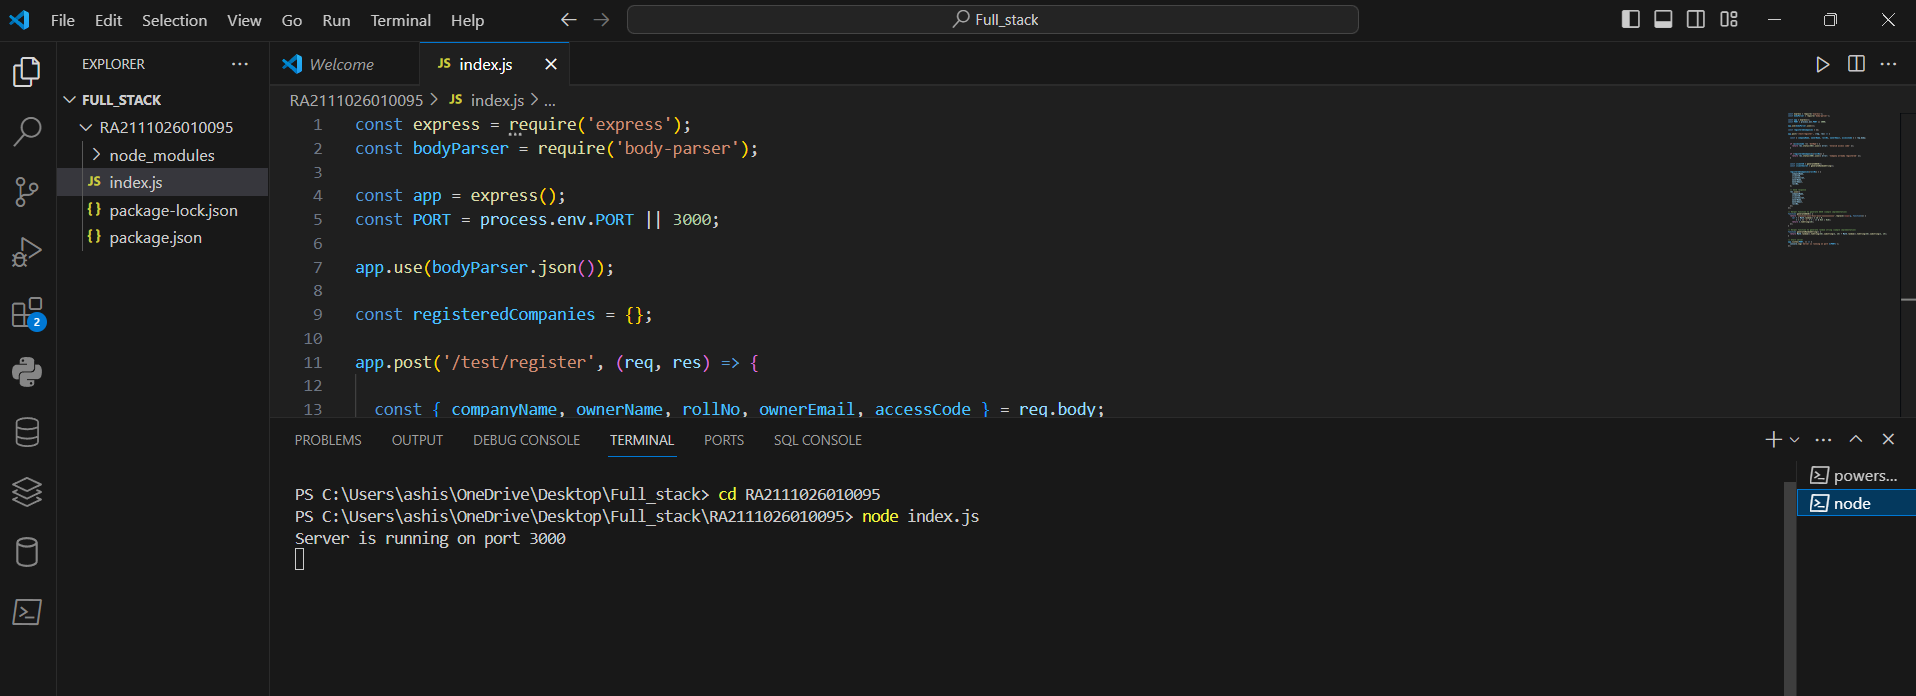 File Edit Selection View Go Run Terminal Help
Full_stack
EXPLORER
Welcome
JS index.js
FULL_STACK
RA2111026010095
node_modules
JS index.js
{} package-lock.json
{} package.json
2
RA2111026010095 > JS index.js > ...
1 const express = require('express');
2 const bodyParser = require('body-parser');
3
4 const app = express();
5 const PORT = process.env.PORT || 3000;
6
7 app.use(bodyParser.json());
8
9 const registeredCompanies = {};
10
11 app.post('/test/register', (req, res) => {
12
13 const { companyName, ownerName, rollNo, ownerEmail, accessCode } = req.body;
PROBLEMS OUTPUT DEBUG CONSOLE TERMINAL PORTS SQL CONSOLE
PS C:\Users\ashis\OneDrive\Desktop\Full_stack> cd RA2111026010095
PS C:\Users\ashis\OneDrive\Desktop\Full_stack\RA2111026010095> node index.js
Server is running on port 3000
powers...
node